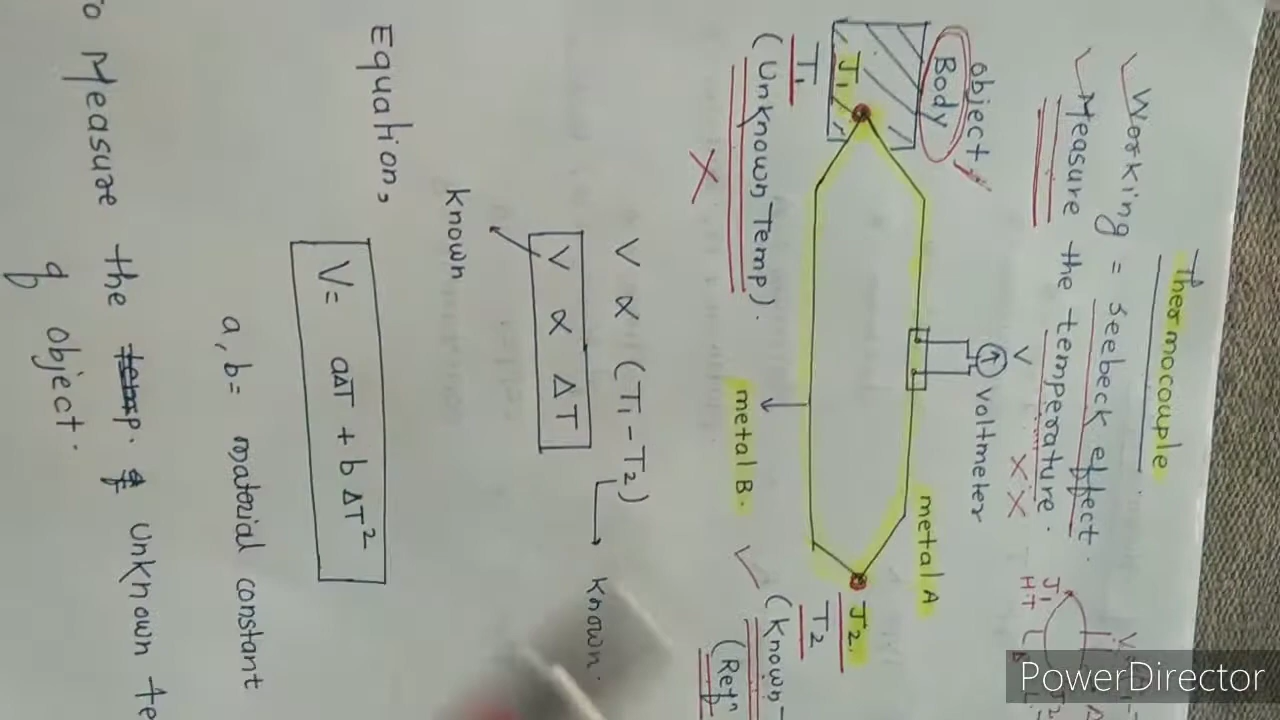 Thermocouple
Working = Seebeck effect.
Measure the temperature.
Object
Body
V
Voltmeter
metal A
J1
J2
T1
T2
(Unknown Temp).
metal B.
(Known
(Ref
V ∝ (T1 - T2)
Known.
V ∝ ΔT
Known
Equation,
V = aΔT + bΔT²
a, b = material constant
Measure the temp. of Unknown te
of object.
J1
HT
PowerDirector